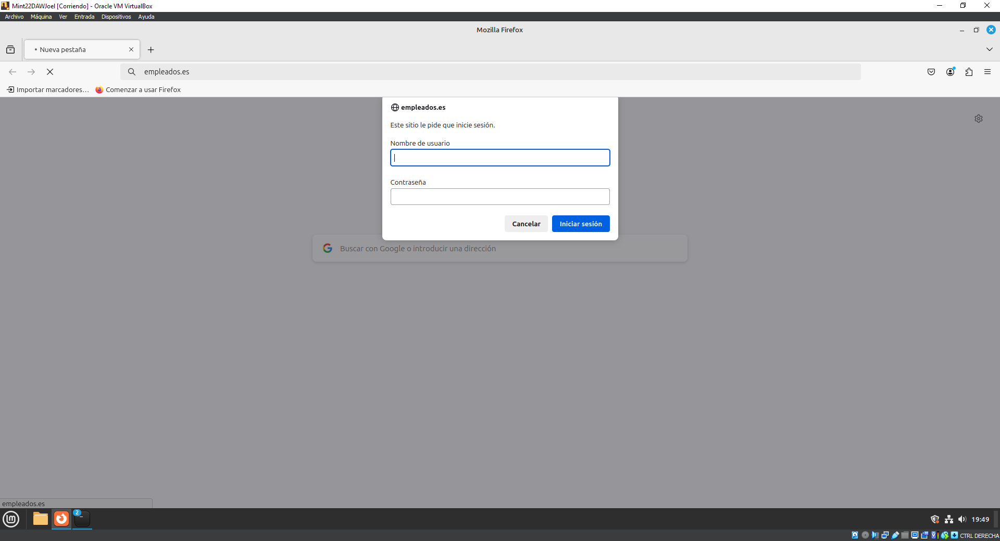 Mint22DAWJoel [Corriendo] - Oracle VM VirtualBox
Archivo Máquina Ver Entrada Dispositivos Ayuda
Mozilla Firefox
Nueva pestaña
empleados.es
Importar marcadores... Comenzar a usar Firefox
empleados.es
Este sitio le pide que inicie sesión.
Nombre de usuario
Contraseña
Cancelar Iniciar sesión
Buscar con Google o introducir una dirección
empleados.es
2
19:49
CTRL DERECHA